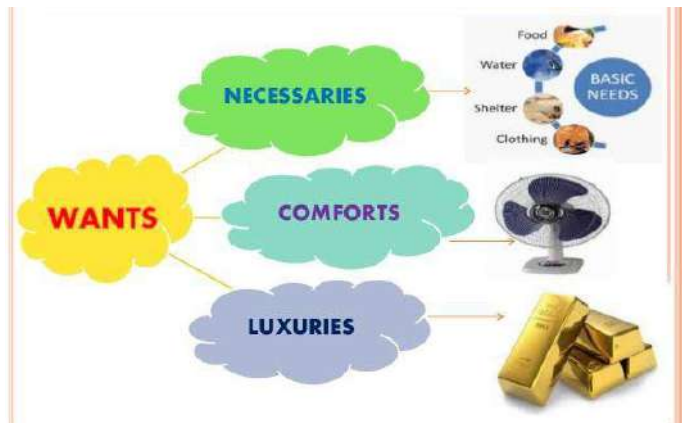 NECESSARIES
Food
Water
BASIC
NEEDS
Shelter
Clothing
WANTS
COMFORTS
LUXURIES